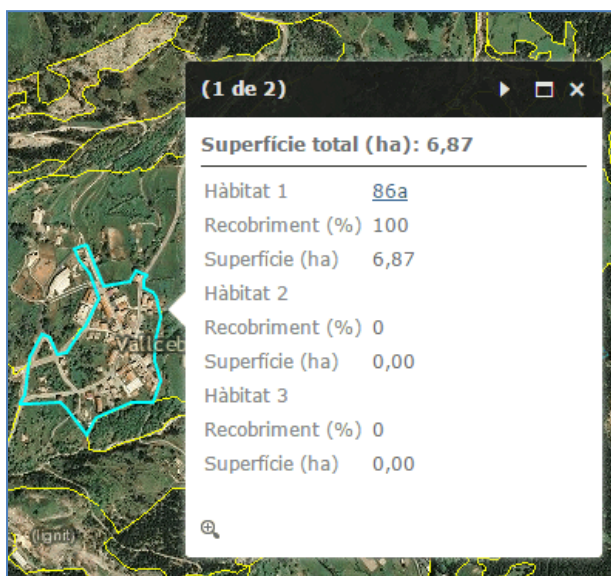 (1 de 2)
Superfície total (ha): 6,87
Hàbitat 1 86a
Recobriment (%) 100
Superfície (ha) 6,87
Hàbitat 2
Recobriment (%) 0
Superfície (ha) 0,00
Hàbitat 3
Recobriment (%) 0
Superfície (ha) 0,00
Vallceb
(lignit)